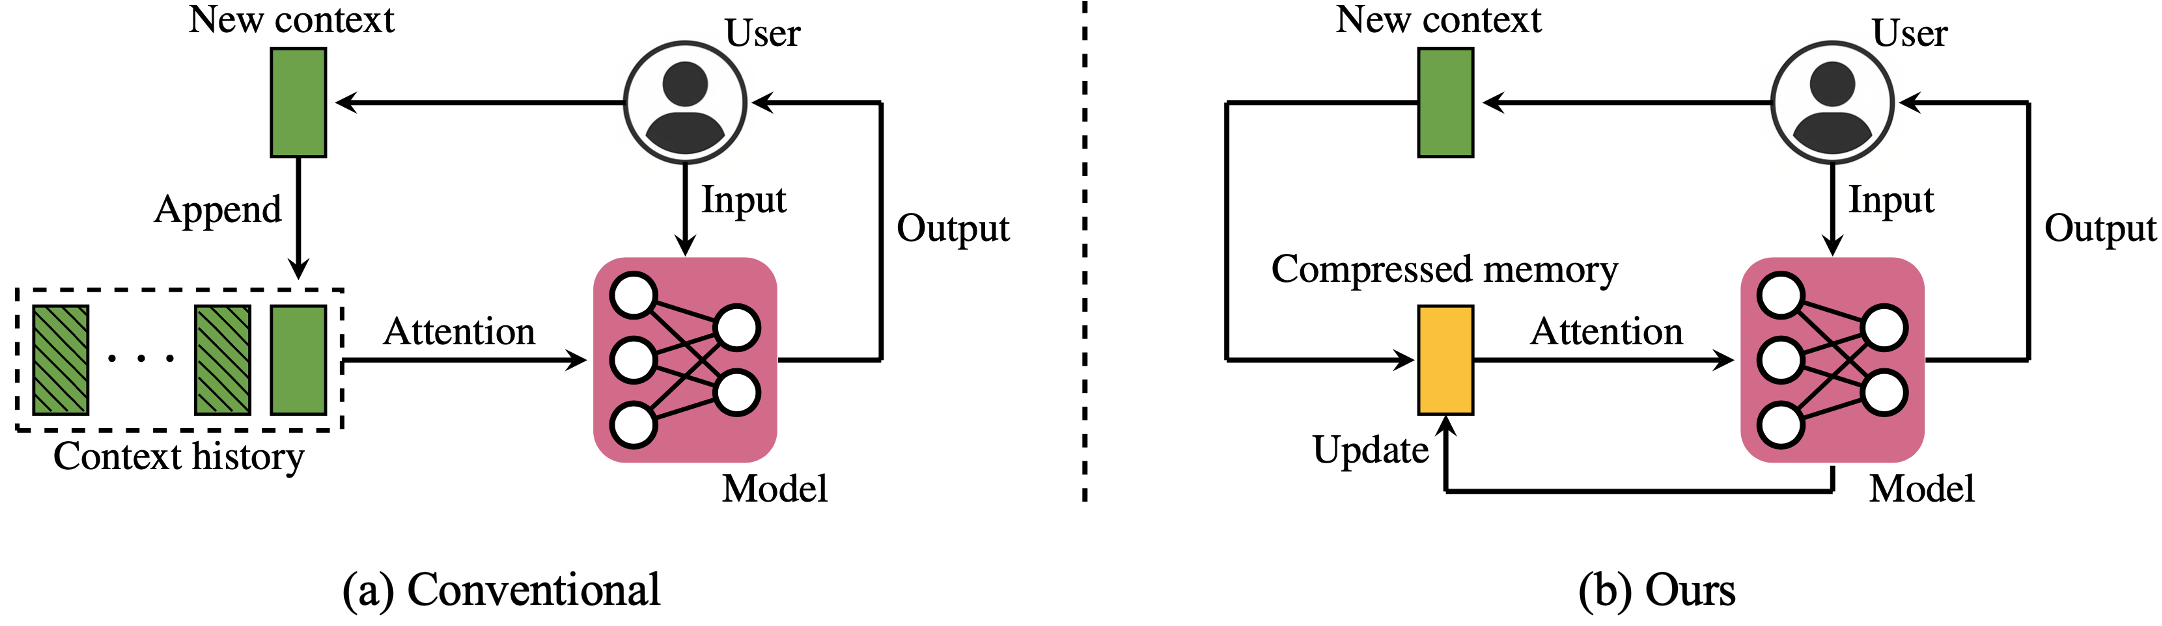 New context
User
Append
Input
Output
Attention
Context history
Model
(a) Conventional
New context
User
Input
Output
Compressed memory
Attention
Update
Model
(b) Ours